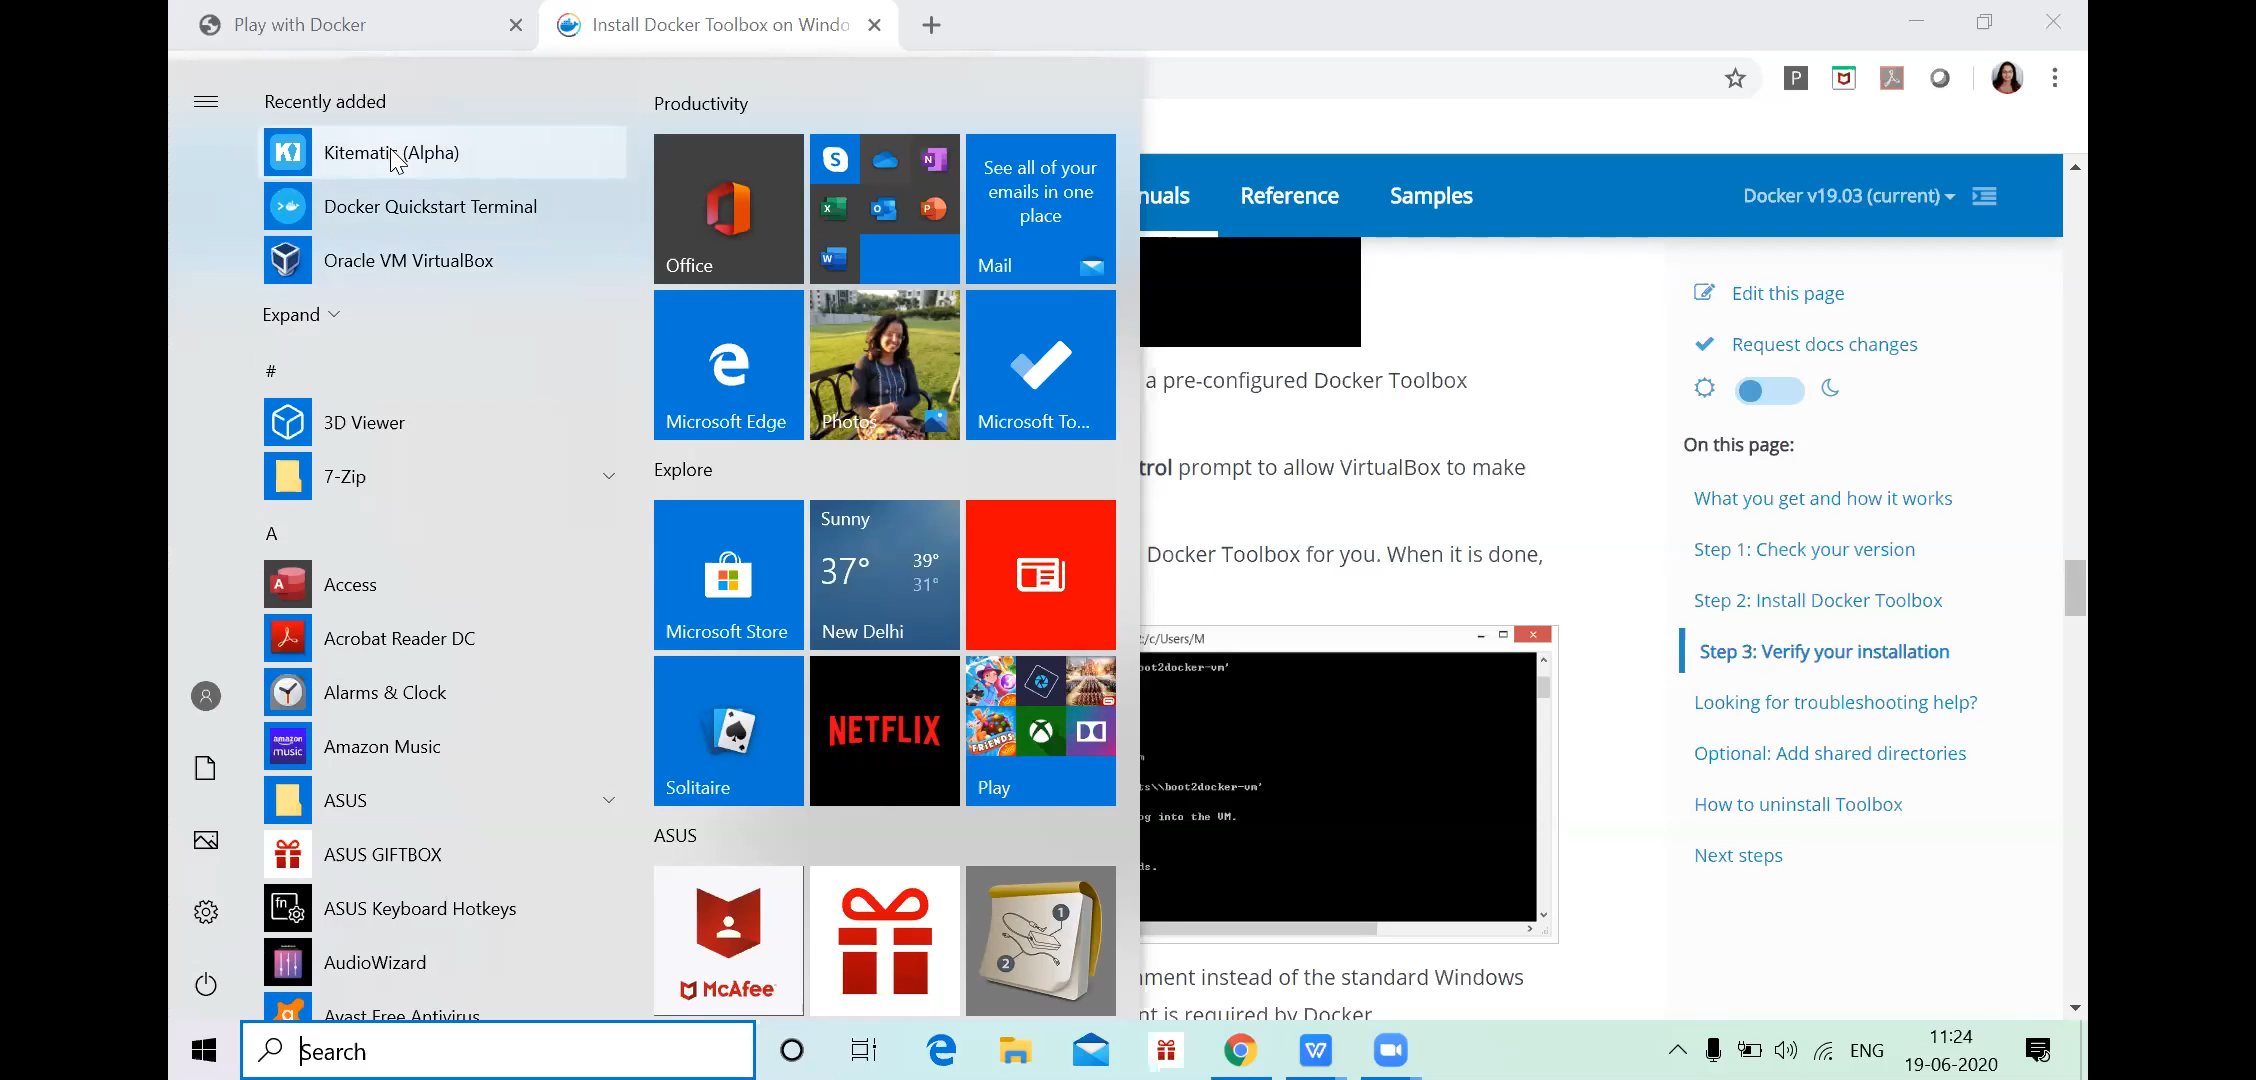 Play with Docker
Install Docker Toolbox on Windo
Recently added
Kitematic (Alpha)
Docker Quickstart Terminal
Oracle VM VirtualBox
Expand
#
3D Viewer
7-Zip
A
Access
Acrobat Reader DC
Alarms & Clock
Amazon Music
ASUS
ASUS GIFTBOX
ASUS Keyboard Hotkeys
AudioWizard
Avast Free Antivirus
Productivity
Office
See all of your
emails in one
place
Mail
Microsoft Edge
Photos
Microsoft To...
Explore
Microsoft Store
Sunny
37°
39°
31°
New Delhi
Solitaire
NETFLIX
Play
ASUS
McAfee
nuals
Reference
Samples
Docker v19.03 (current)
a pre-configured Docker Toolbox
trol prompt to allow VirtualBox to make
Docker Toolbox for you. When it is done,
:/c/Users/M
ot2docker-vm'
ts\\boot2docker-vm'
og into the VM.
ds.
nment instead of the standard Windows
nt is required by Docker.
Edit this page
Request docs changes
On this page:
What you get and how it works
Step 1: Check your version
Step 2: Install Docker Toolbox
Step 3: Verify your installation
Looking for troubleshooting help?
Optional: Add shared directories
How to uninstall Toolbox
Next steps
Search
ENG
11:24
19-06-2020